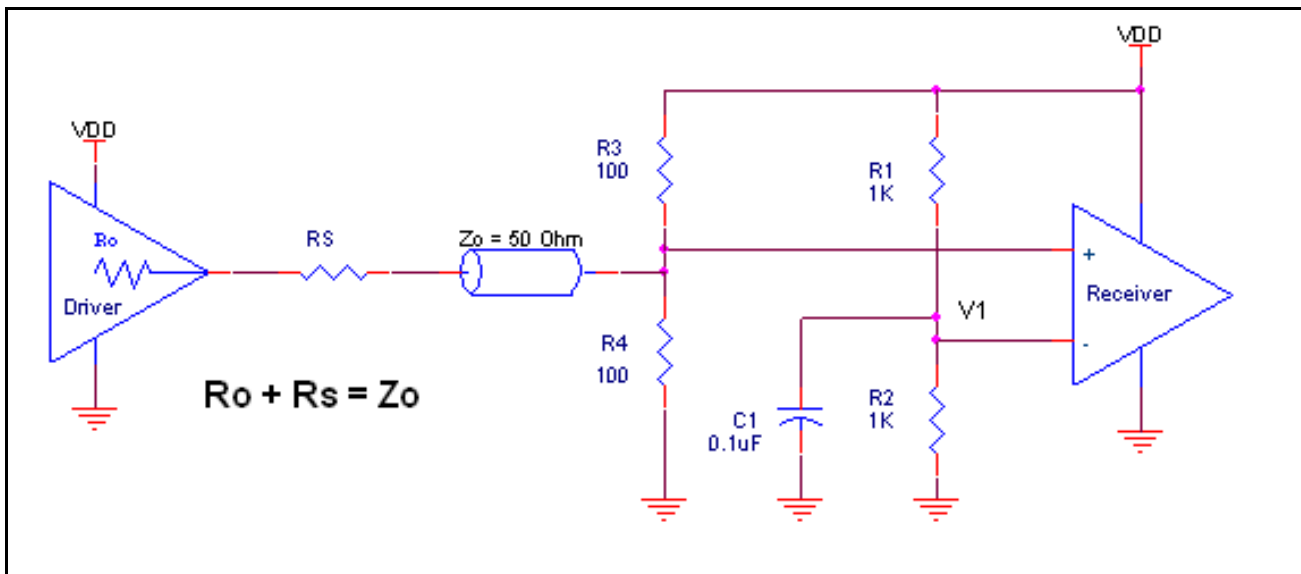 VDD
Ro
Driver
RS
Zo = 50 Ohm
R3
100
R4
100
R1
1K
VDD
V1
+
-
Receiver
R2
1K
C1
0.1uF
Ro + Rs = Zo